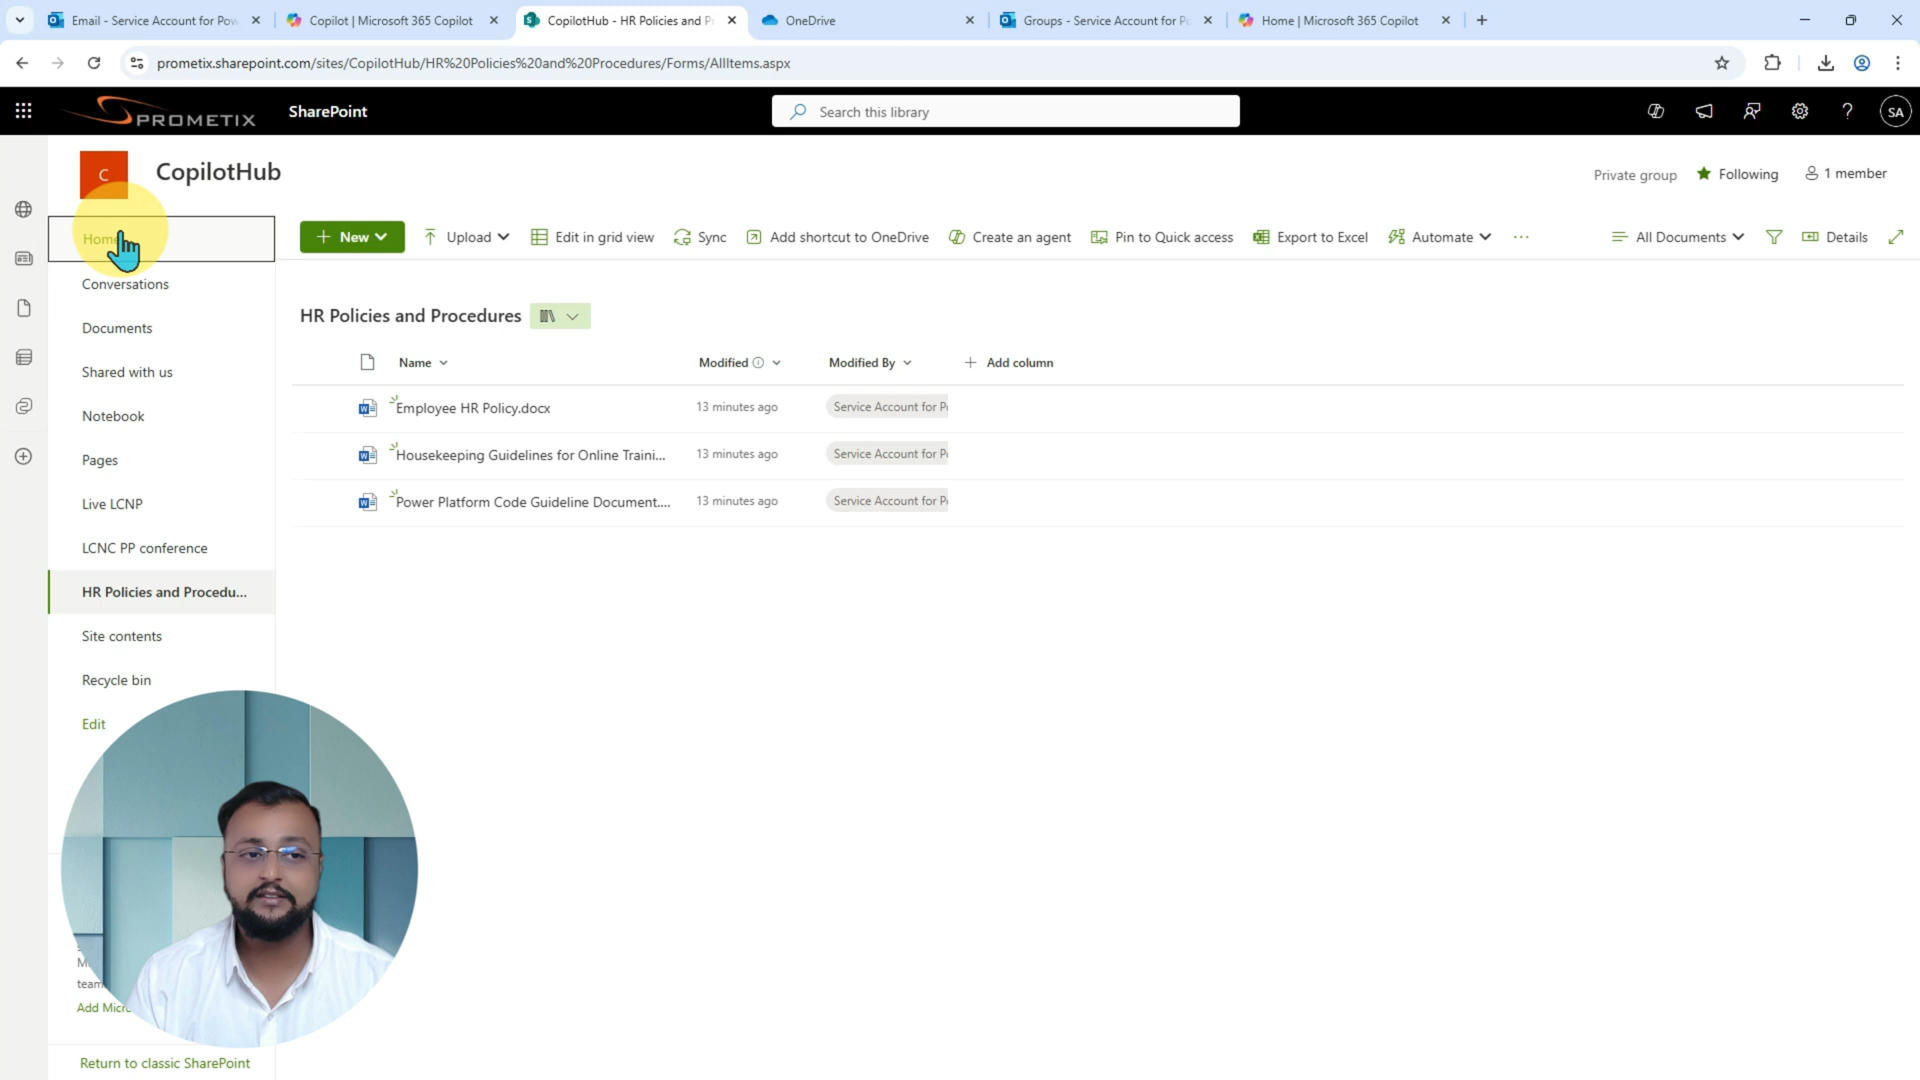 Email - Service Account for Pow
Copilot | Microsoft 365 Copilot
CopilotHub - HR Policies and P
OneDrive
Groups - Service Account for Po
Home | Microsoft 365 Copilot
prometix.sharepoint.com/sites/CopilotHub/HR%20Policies%20and%20Procedures/Forms/AllItems.aspx
PROMETIX
SharePoint
Search this library
SA
C
CopilotHub
Private group
Following
1 member
Home
Conversations
Documents
Shared with us
Notebook
Pages
Live LCNP
LCNC PP conference
HR Policies and Procedu...
Site contents
Recycle bin
Edit
team
Add Micro
Return to classic SharePoint
New
Upload
Edit in grid view
Sync
Add shortcut to OneDrive
Create an agent
Pin to Quick access
Export to Excel
Automate
...
All Documents
Details
HR Policies and Procedures
Name
Modified
Modified By
Add column
Employee HR Policy.docx
13 minutes ago
Service Account for P
Housekeeping Guidelines for Online Traini...
13 minutes ago
Service Account for P
Power Platform Code Guideline Document....
13 minutes ago
Service Account for P